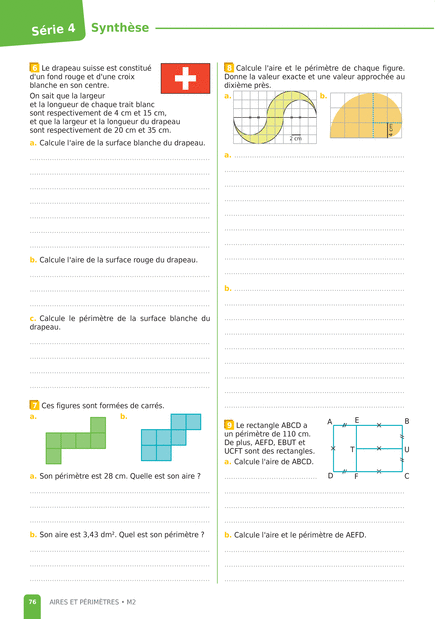 Série 4 Synthèse
6 Le drapeau suisse est constitué
d'un fond rouge et d'une croix
blanche en son centre.
On sait que la largeur
et la longueur de chaque trait blanc
sont respectivement de 4 cm et 15 cm,
et que la largeur et la longueur du drapeau
sont respectivement de 20 cm et 35 cm.
a. Calcule l'aire de la surface blanche du drapeau.
b. Calcule l'aire de la surface rouge du drapeau.
c. Calcule le périmètre de la surface blanche du
drapeau.
7 Ces figures sont formées de carrés.
a. b.
a. Son périmètre est 28 cm. Quelle est son aire ?
b. Son aire est 3,43 dm². Quel est son périmètre ?
8 Calcule l'aire et le périmètre de chaque figure.
Donne la valeur exacte et une valeur approchée au
dixième près.
a. b.
2 cm
4 cm
a.
b.
9 Le rectangle ABCD a
un périmètre de 110 cm.
De plus, AEFD, EBUT et
UCFT sont des rectangles.
a. Calcule l'aire de ABCD.
A E B
T U
D F C
b. Calcule l'aire et le périmètre de AEFD.
76 AIRES ET PÉRIMÈTRES • M2